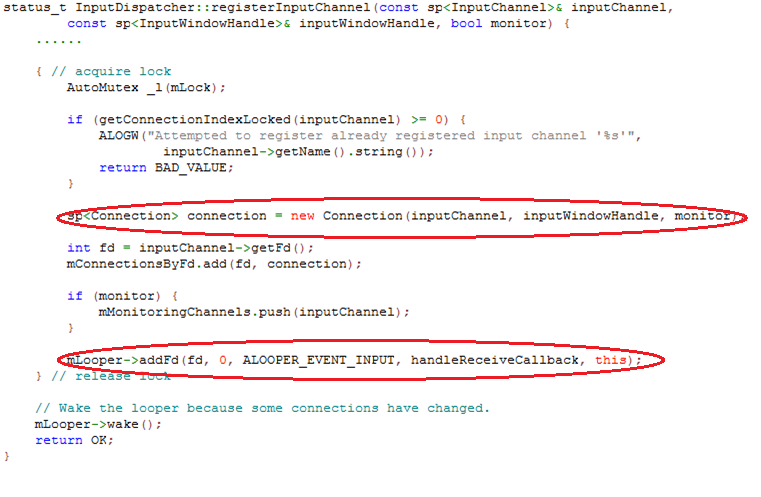 status_t InputDispatcher::registerInputChannel(const sp<InputChannel>& inputChannel,
        const sp<InputWindowHandle>& inputWindowHandle, bool monitor) {
    ......
    { // acquire lock
        AutoMutex _l(mLock);
        if (getConnectionIndexLocked(inputChannel) >= 0) {
            ALOGW("Attempted to register already registered input channel '%s'",
                    inputChannel->getName().string());
            return BAD_VALUE;
        }
        sp<Connection> connection = new Connection(inputChannel, inputWindowHandle, monitor)
        int fd = inputChannel->getFd();
        mConnectionsByFd.add(fd, connection);
        if (monitor) {
            mMonitoringChannels.push(inputChannel);
        }
        mLooper->addFd(fd, 0, ALOOPER_EVENT_INPUT, handleReceiveCallback, this);
    } // release lock
    // Wake the looper because some connections have changed.
    mLooper->wake();
    return OK;
}